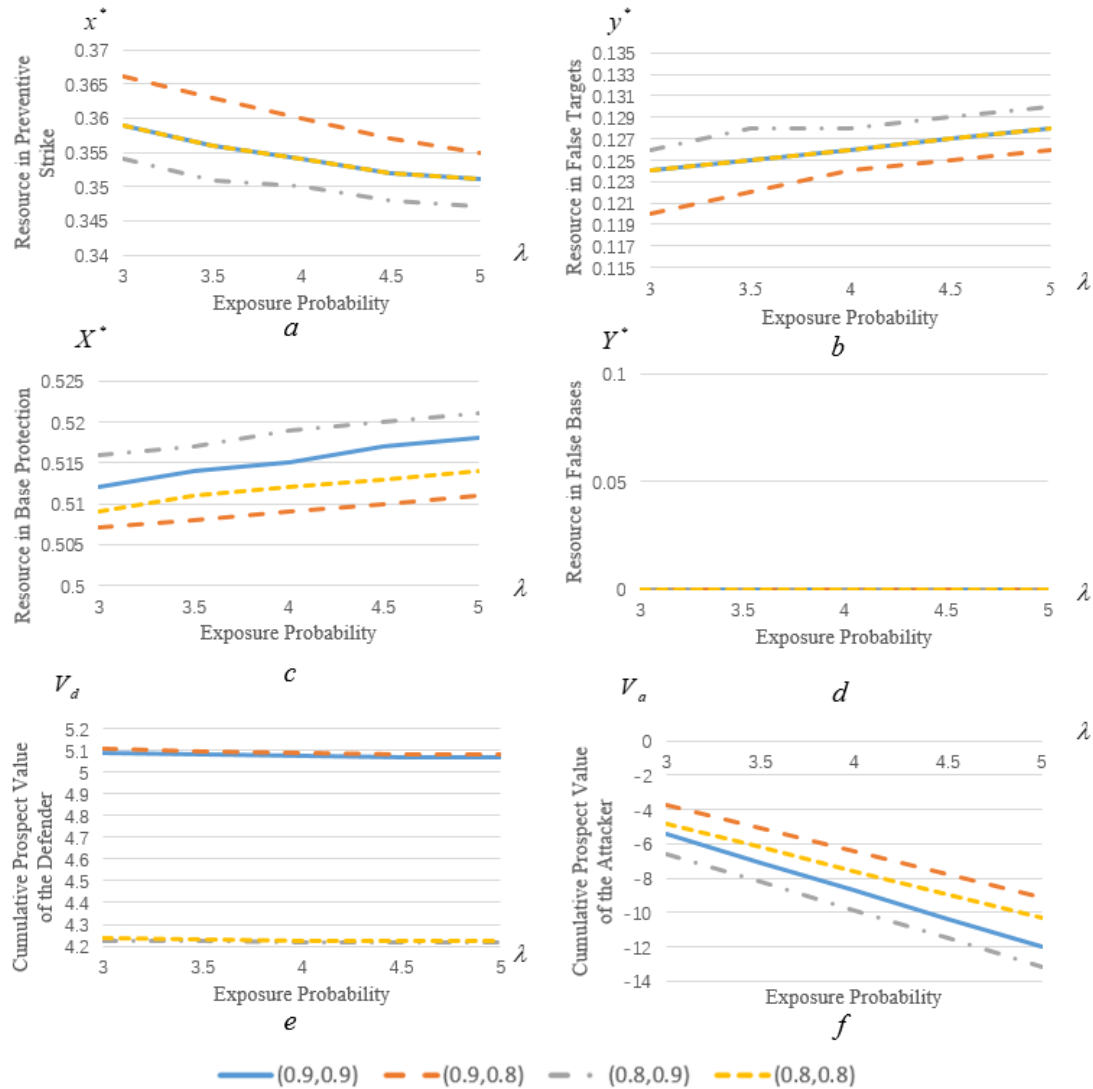 x*
Resource in Preventive
Strike
0.37
0.365
0.36
0.355
0.35
0.345
0.34
3 3.5 4 4.5 5
λ
Exposure Probability
a
y*
Resource in False Targets
0.135
0.133
0.131
0.129
0.127
0.125
0.123
0.121
0.119
0.117
0.115
3 3.5 4 4.5 5
λ
Exposure Probability
b
X*
Resource in Base Protection
0.525
0.52
0.515
0.51
0.505
0.5
3 3.5 4 4.5 5
λ
Exposure Probability
c
Y*
Resource in False Bases
0.1
0.05
0
3 3.5 4 4.5 5
λ
Exposure Probability
d
V_d
Cumulative Prospect Value
of the Defender
5.2
5.1
5
4.9
4.8
4.7
4.6
4.5
4.4
4.3
4.2
3 3.5 4 4.5 5
λ
Exposure Probability
e
V_a
Cumulative Prospect Value
of the Attacker
0
-2
-4
-6
-8
-10
-12
-14
3 3.5 4 4.5 5
λ
Exposure Probability
f
(0.9,0.9) (0.9,0.8) (0.8,0.9) (0.8,0.8)